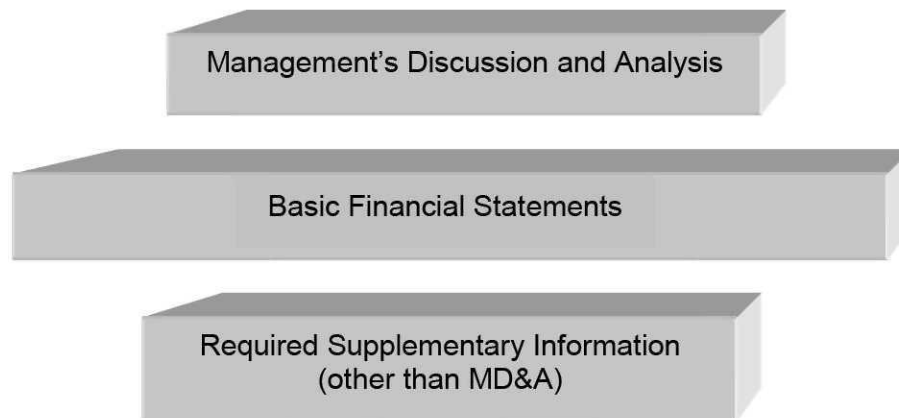 Management’s Discussion and Analysis
Basic Financial Statements
Required Supplementary Information
(other than MD&A)